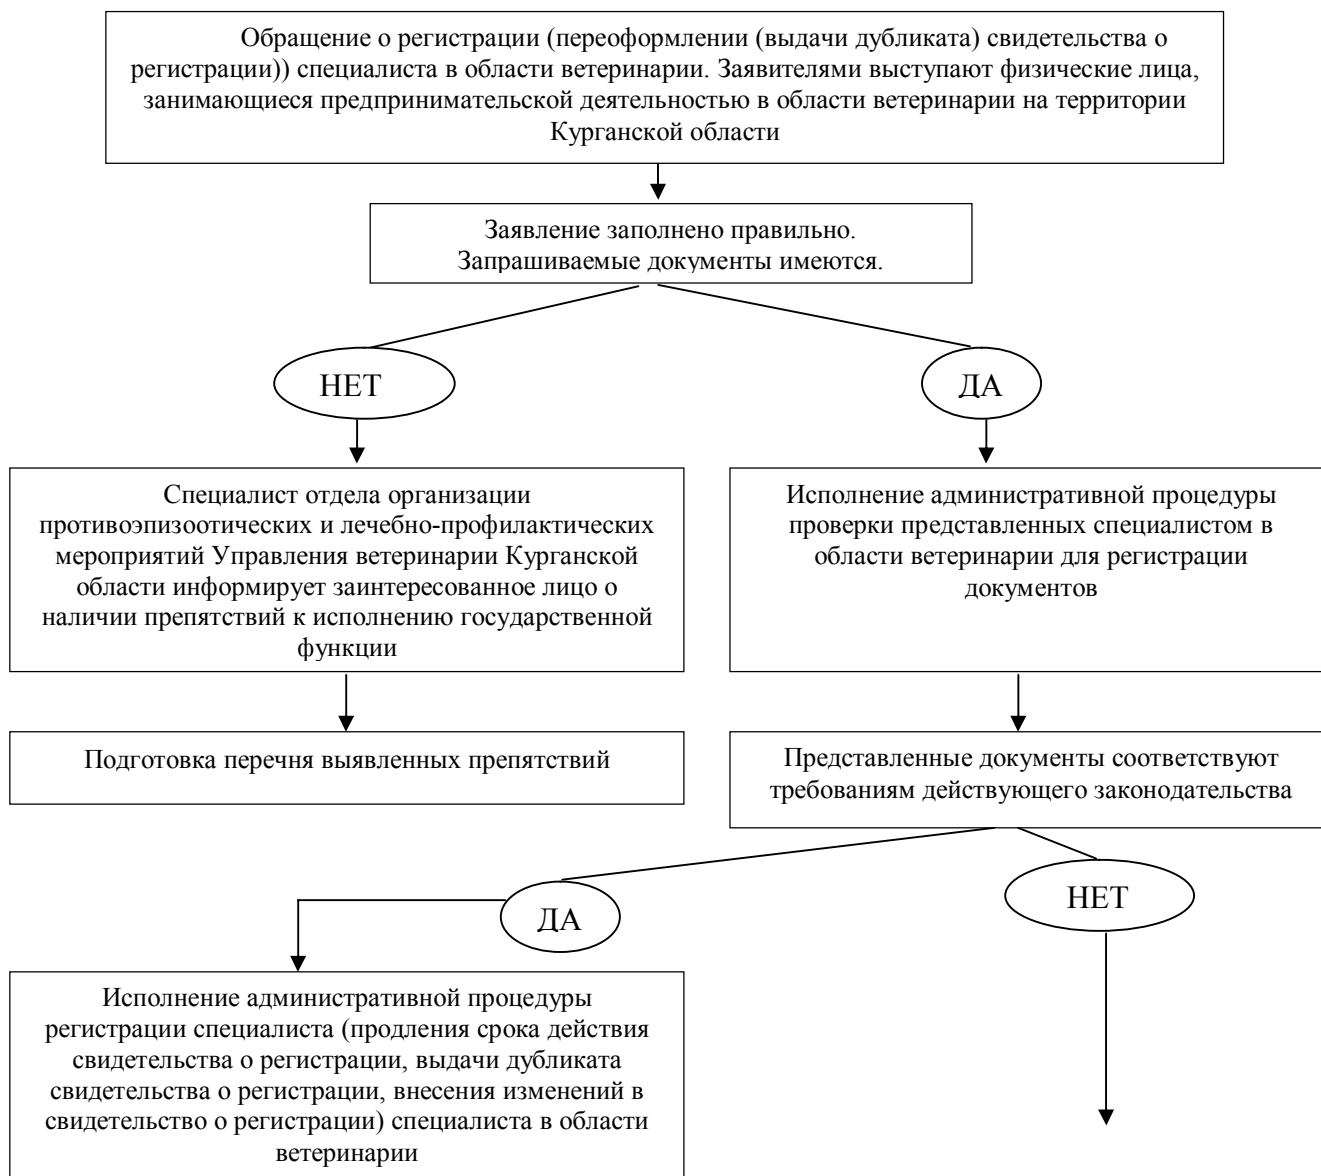 Обращение о регистрации (переоформлении (выдачи дубликата) свидетельства о
регистрации)) специалиста в области ветеринарии. Заявителями выступают физические лица,
занимающиеся предпринимательской деятельностью в области ветеринарии на территории
Курганской области
Заявление заполнено правильно.
Запрашиваемые документы имеются.
НЕТ
ДА
Специалист отдела организации
противоэпизоотических и лечебно-профилактических
мероприятий Управления ветеринарии Курганской
области информирует заинтересованное лицо о
наличии препятствий к исполнению государственной
функции
Исполнение административной процедуры
проверки представленных специалистом в
области ветеринарии для регистрации
документов
Подготовка перечня выявленных препятствий
Представленные документы соответствуют
требованиям действующего законодательства
ДА
НЕТ
Исполнение административной процедуры
регистрации специалиста (продления срока действия
свидетельства о регистрации, выдачи дубликата
свидетельства о регистрации, внесения изменений в
свидетельство о регистрации) специалиста в области
ветеринарии